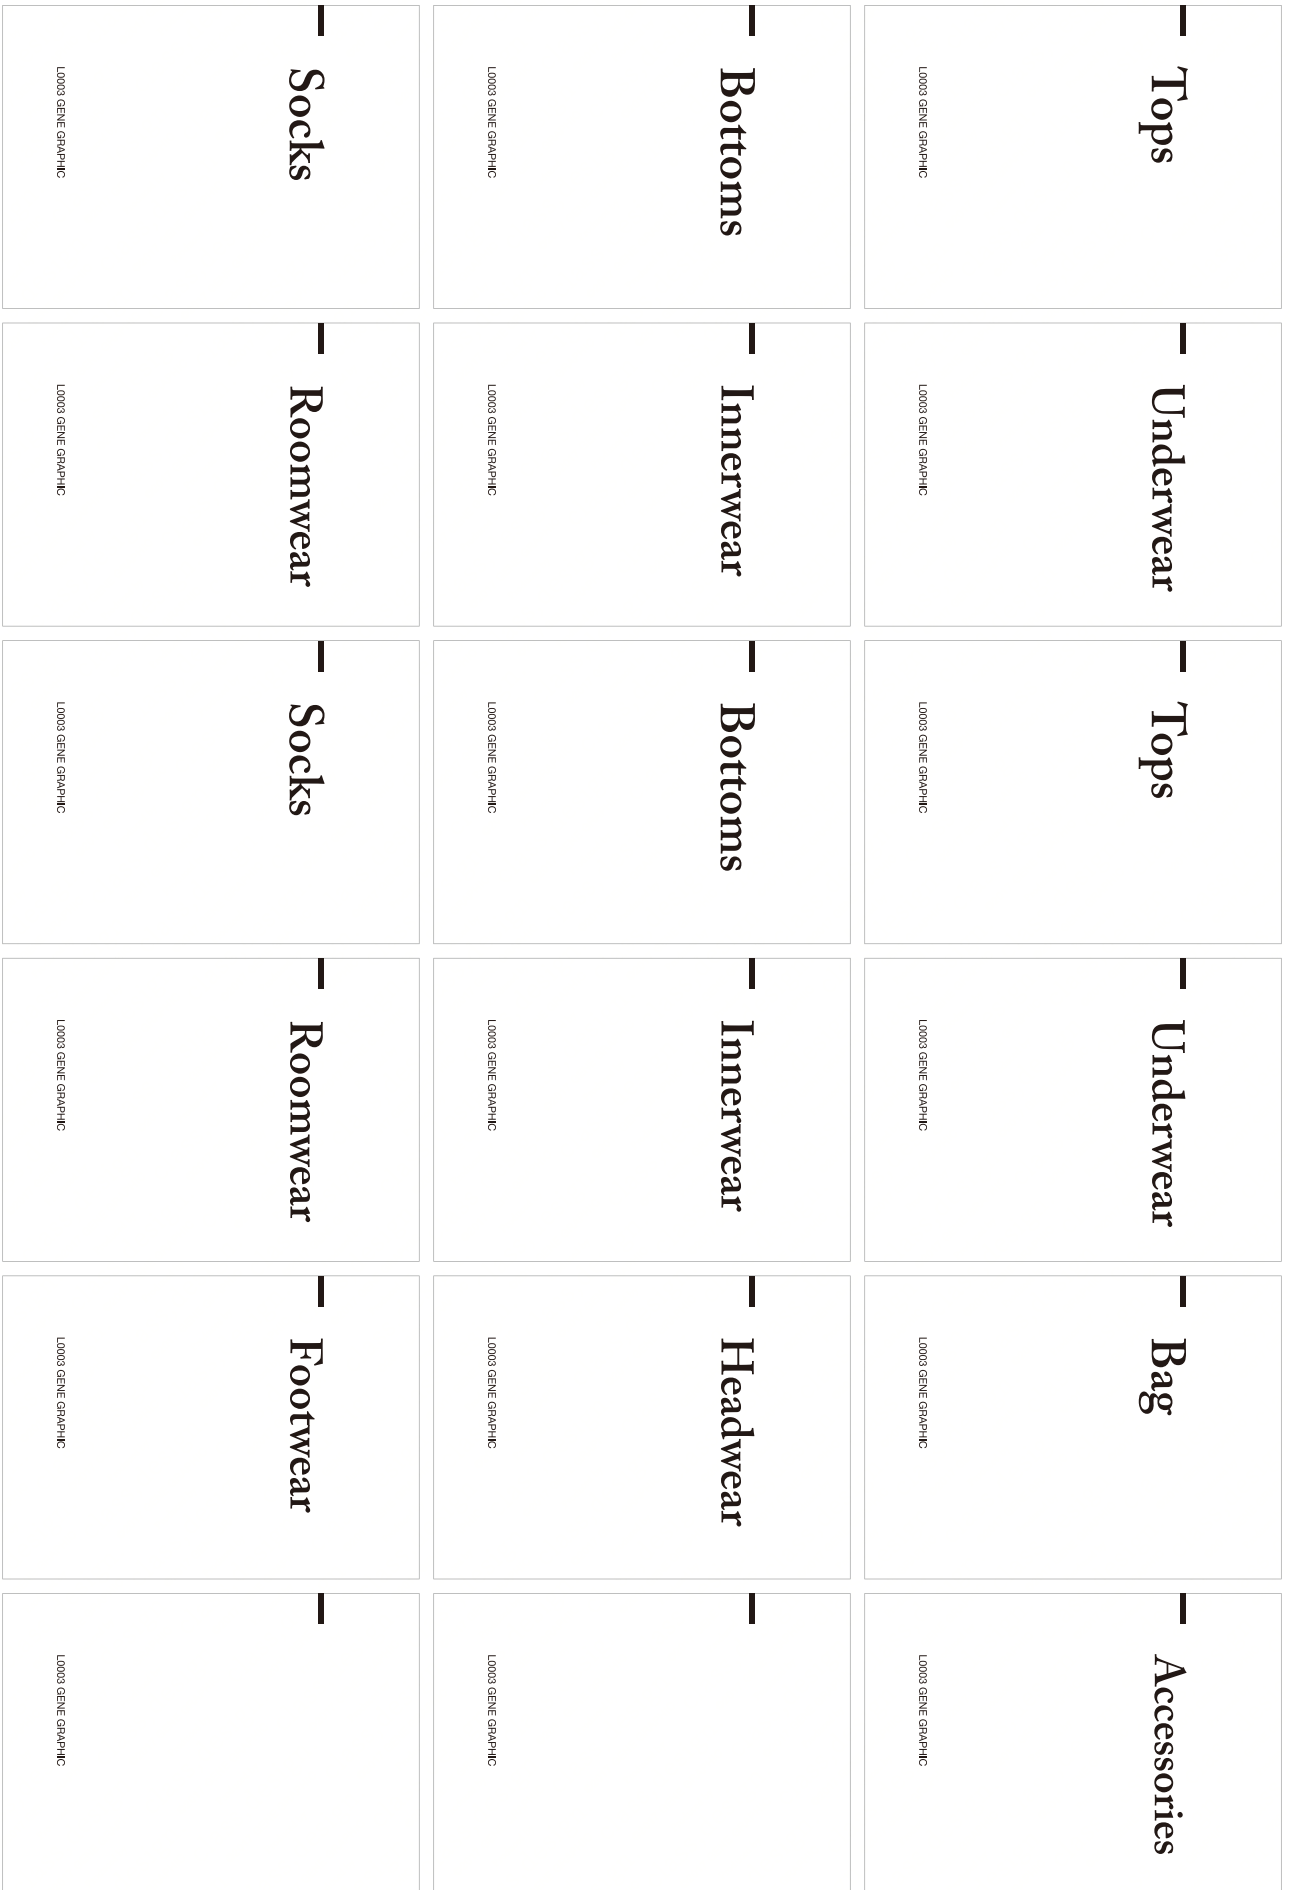 Tops
L0003 GENE GRAPHIC
Underwear
L0003 GENE GRAPHIC
Tops
L0003 GENE GRAPHIC
Underwear
L0003 GENE GRAPHIC
Bag
L0003 GENE GRAPHIC
Accessories
L0003 GENE GRAPHIC
Bottoms
L0003 GENE GRAPHIC
Innerwear
L0003 GENE GRAPHIC
Bottoms
L0003 GENE GRAPHIC
Innerwear
L0003 GENE GRAPHIC
Headwear
L0003 GENE GRAPHIC
L0003 GENE GRAPHIC
Socks
L0003 GENE GRAPHIC
Roomwear
L0003 GENE GRAPHIC
Socks
L0003 GENE GRAPHIC
Roomwear
L0003 GENE GRAPHIC
Footwear
L0003 GENE GRAPHIC
L0003 GENE GRAPHIC